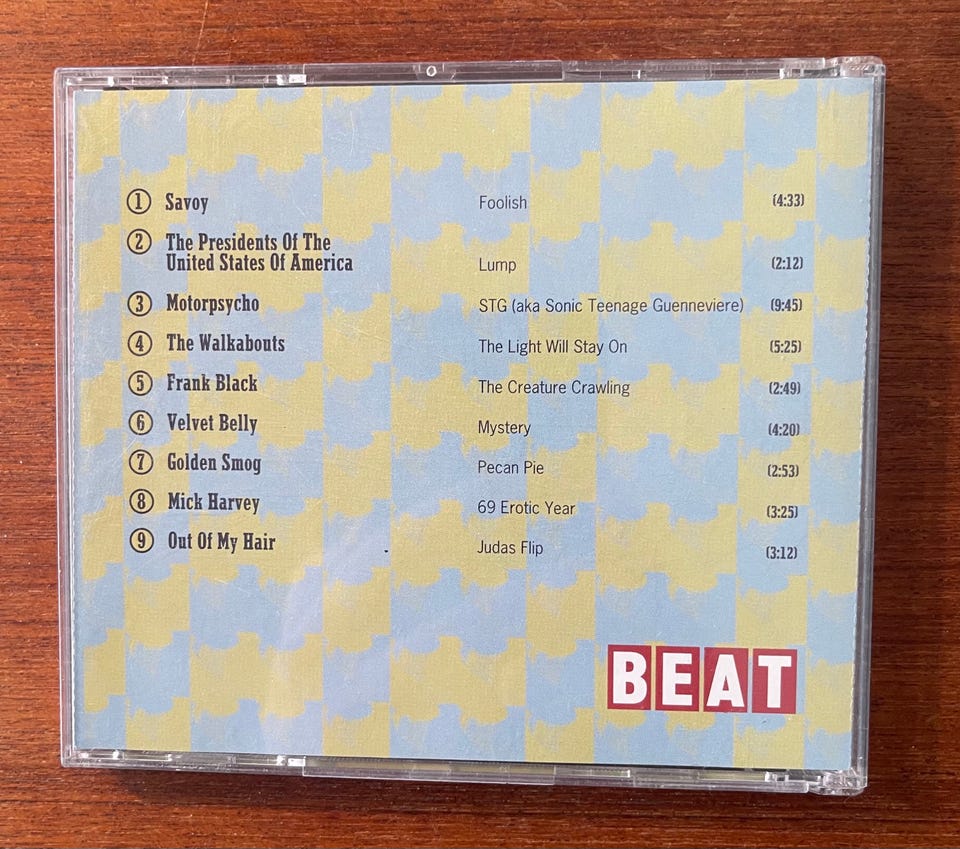 1 Savoy Foolish (4:33)
2 The Presidents Of The
United States Of America Lump (2:12)
3 Motorpsycho STG (aka Sonic Teenage Guenneviere) (9:45)
4 The Walkabouts The Light Will Stay On (5:25)
5 Frank Black The Creature Crawling (2:49)
6 Velvet Belly Mystery (4:20)
7 Golden Smog Pecan Pie (2:53)
8 Mick Harvey 69 Erotic Year (3:25)
9 Out Of My Hair Judas Flip (3:12)
BEAT